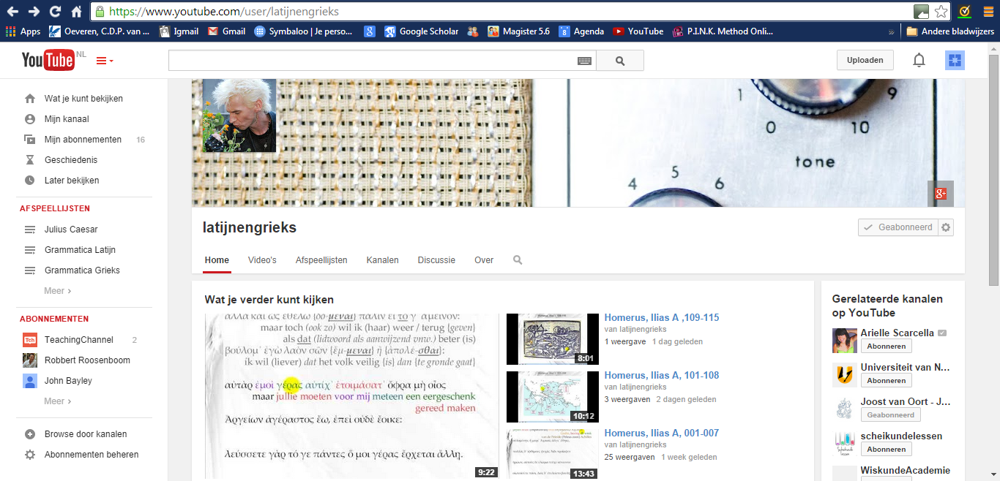 https://www.youtube.com/user/latijnengrieks
Apps Oeveren, C.D.P. van ... Igmail Gmail Symbaloo | Je perso... Google Scholar Magister 5.6 Agenda YouTube P.I.N.K. Method Onli... » Andere bladwijzers
YouTube NL Uploaden
Wat je kunt bekijken
Mijn kanaal
Mijn abonnementen 16
Geschiedenis
Later bekijken
AFSPEELLIJSTEN
Julius Caesar
Grammatica Latijn
Grammatica Grieks
Meer ›
ABONNEMENTEN
Tch TeachingChannel 2
Robbert Roosenboom
John Bayley
Meer ›
Browse door kanalen
Abonnementen beheren
1 9
0 10
tone
4 5 6
g+
latijnengrieks
Geabonneerd
Home Video's Afspeellijsten Kanalen Discussie Over
Wat je verder kunt kijken
ἀλλὰ καὶ ὧς ἐθέλω {δό-μεναι} πάλιν εἰ τό γ᾽ ἄμεινον:
maar toch (ook zo) wil ik (haar) weer / terug {geven}
als dat (lidwoord als aanwijzend vnw.) beter (is)
βούλομ᾽ ἐγὼ λαὸν σῶν {ἔμ-μεναι} ἢ {ἀπολέ-σθαι}:
ik wil (liever) dat het volk veilig {is} dan {te gronde gaat}
αὐτὰρ ἐμοὶ γέρας αὐτίχ᾽ ἑτοιμάσατ᾽ ὄφρα μὴ οἶος
maar jullie moeten voor mij meteen een eergeschenk
gereed maken
Ἀργείων ἀγέραστος ἔω, ἐπεὶ οὐδὲ ἔοικε:
λεύσσετε γὰρ τό γε πάντες ὅ μοι γέρας ἔρχεται ἄλλῃ.
9:22
8:01
Homerus, Ilias A ,109-115
van latijnengrieks
1 weergave 1 dag geleden
10:12
Homerus, Ilias A, 101-108
van latijnengrieks
3 weergaven 2 dagen geleden
13:43
Homerus, Ilias A, 001-007
van latijnengrieks
25 weergaven 1 week geleden
Gerelateerde kanalen
op YouTube
Arielle Scarcella
Abonneren
Universiteit van N...
Abonneren
Joost van Oort - J...
Geabonneerd
scheikundelessen
Abonneren
WiskundeAcademie